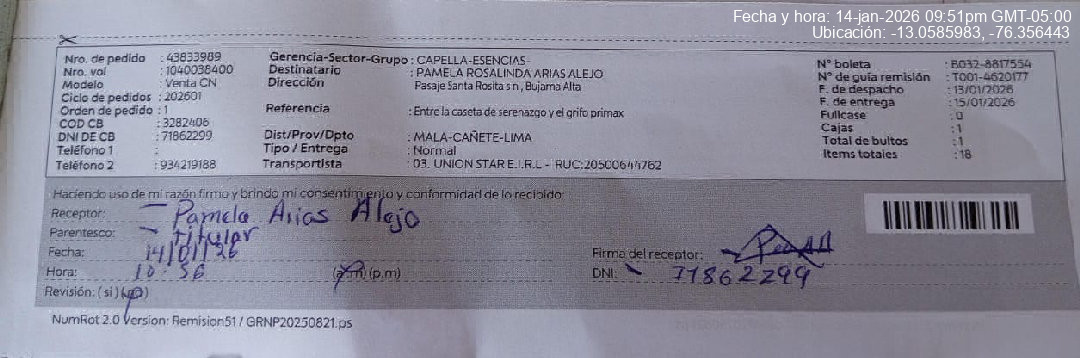 Fecha y hora: 14-jan-2026 09:51pm GMT-05:00
Ubicación: -13.0585983, -76.356443
Nro. de pedido : 43833989
Nro. vol : 1040036400
Modelo : Venta CN
Ciclo de pedidos : 202601
Orden de pedido : 1
COD CB : 3282406
DNI DE CB : 71862299
Teléfono 1 :
Teléfono 2 : 934219188
Gerencia-Sector-Grupo : CAPELLA-ESENCIAS-
Destinatario : PAMELA ROSALINDA ARIAS ALEJO
Dirección Pasaje Santa Rosita s n , Bujama Alta
Referencia : Entre la caseta de serenazgo y el grifo primax
Dist/Prov/Dpto : MALA-CAÑETE-LIMA
Tipo / Entrega : Normal
Transportista : 03. UNION STAR E.I.R.L - RUC:20500644762
N° boleta : B032-8817554
N° de guía remisión : T001-4620177
F. de despacho : 13/01/2026
F. de entrega : 15/01/2026
Fullcase : 0
Cajas : 1
Total de bultos : 1
Items totales : 18
Haciendo uso de mi razón firmo y brindo mi consentimiento y conformidad de lo recibido:
Receptor: Pamela Arias Alejo
Parentesco: titular
Fecha: 14/01/26
Hora: 10:56 (a.m) (p.m)
Revisión: ( si ) (no)
Firma del receptor:
DNI: 71862299
NumRot 2.0 Version: Remision51 / GRNP20250821.ps